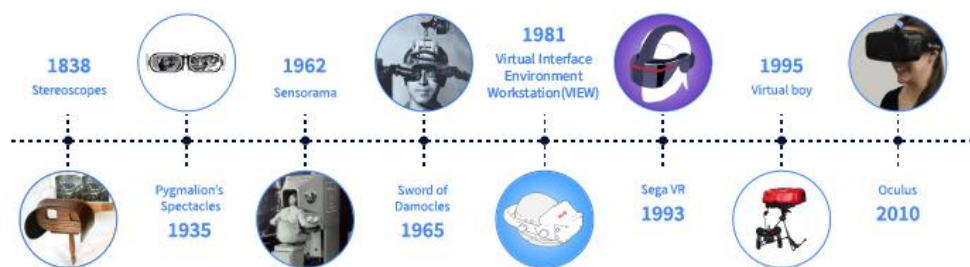 1838
Stereoscopes
Pygmalion's
Spectacles
1935
1962
Sensorama
Sword of
Damocles
1965
1981
Virtual Interface
Environment
Workstation(VIEW)
Sega VR
1993
1995
Virtual boy
Oculus
2010